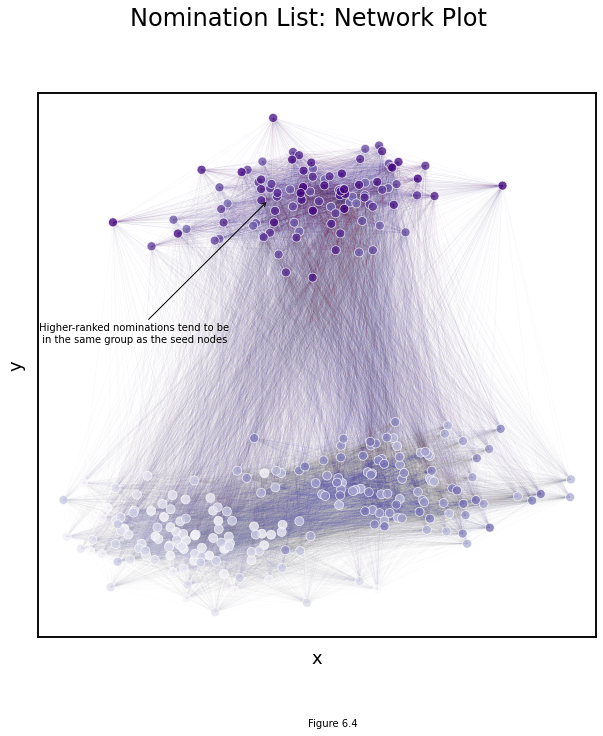 Nomination List: Network Plot
Higher-ranked nominations tend to be
in the same group as the seed nodes
y
x
Figure 6.4